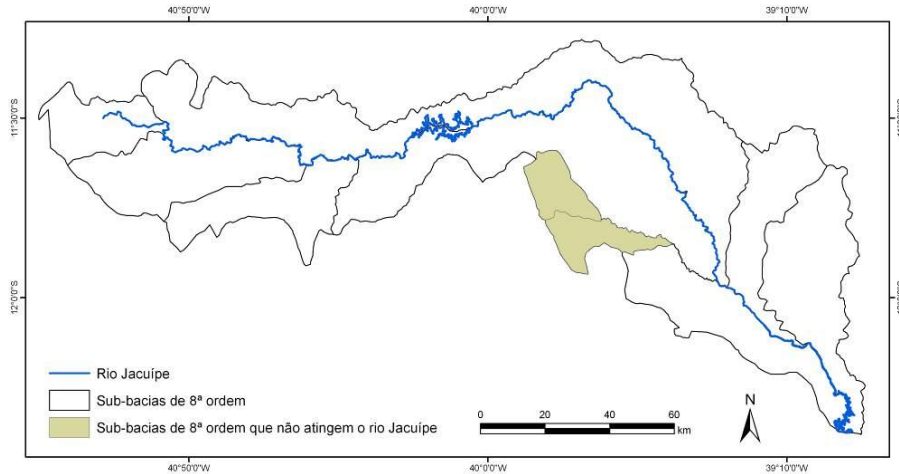 40°50'0"W
40°0'0"W
39°10'0"W
11°30'0"S
12°0'0"S
Rio Jacuípe
Sub-bacias de 8ª ordem
Sub-bacias de 8ª ordem que não atingem o rio Jacuípe
0 20 40 60
km
N
40°50'0"W
40°0'0"W
39°10'0"W